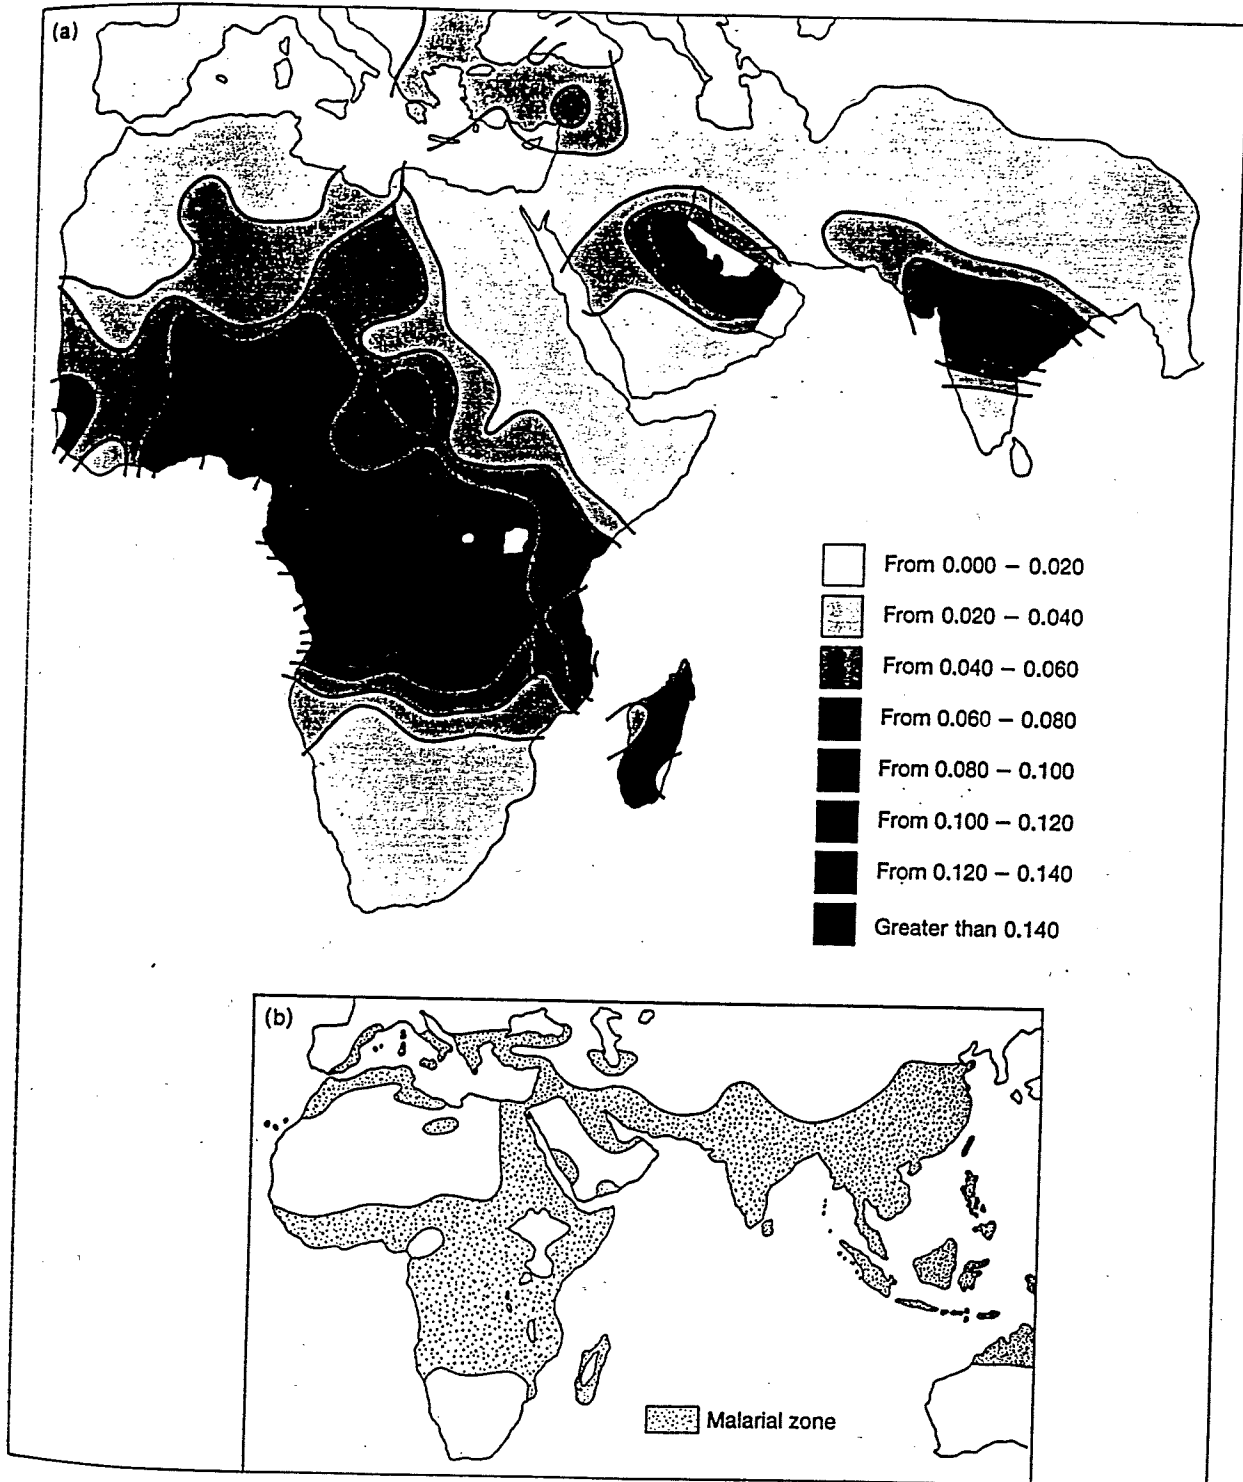 (a)
From 0.000 – 0.020
From 0.020 – 0.040
From 0.040 – 0.060
From 0.060 – 0.080
From 0.080 – 0.100
From 0.100 – 0.120
From 0.120 – 0.140
Greater than 0.140
(b)
Malarial zone